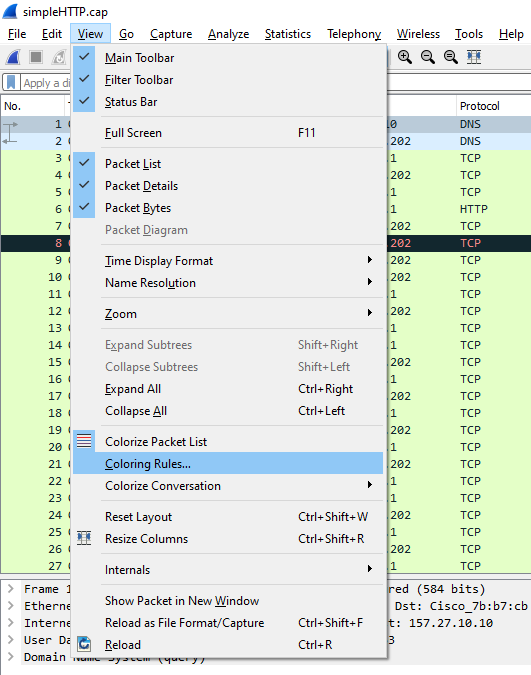 simpleHTTP.cap
File Edit View Go Capture Analyze Statistics Telephony Wireless Tools Help
Apply a di
No. Protocol
Main Toolbar
Filter Toolbar
Status Bar
Full Screen F11
Packet List
Packet Details
Packet Bytes
Packet Diagram
Time Display Format
Name Resolution
Zoom
Expand Subtrees Shift+Right
Collapse Subtrees Shift+Left
Expand All Ctrl+Right
Collapse All Ctrl+Left
Colorize Packet List
Coloring Rules...
Colorize Conversation
Reset Layout Ctrl+Shift+W
Resize Columns Ctrl+Shift+R
Internals
Show Packet in New Window
Reload as File Format/Capture Ctrl+Shift+F
Reload Ctrl+R
1 10 DNS
2 .202 DNS
3 .1 TCP
4 .202 TCP
5 .1 TCP
6 .1 HTTP
7 .202 TCP
8 .202 TCP
9 .202 TCP
10 .202 TCP
11 .1 TCP
12 .202 TCP
13 .1 TCP
14 .1 TCP
15 .1 TCP
16 .202 TCP
17 .1 TCP
18 .1 TCP
19 .202 TCP
20 .1 TCP
21 .202 TCP
22 .1 TCP
23 .1 TCP
24 .202 TCP
25 .1 TCP
26 .202 TCP
27 .1 TCP
Frame 1 red (584 bits)
Etherne Dst: Cisco_7b:b7:cb
Interne t: 157.27.10.10
User Da 3
Domain Name System (query)